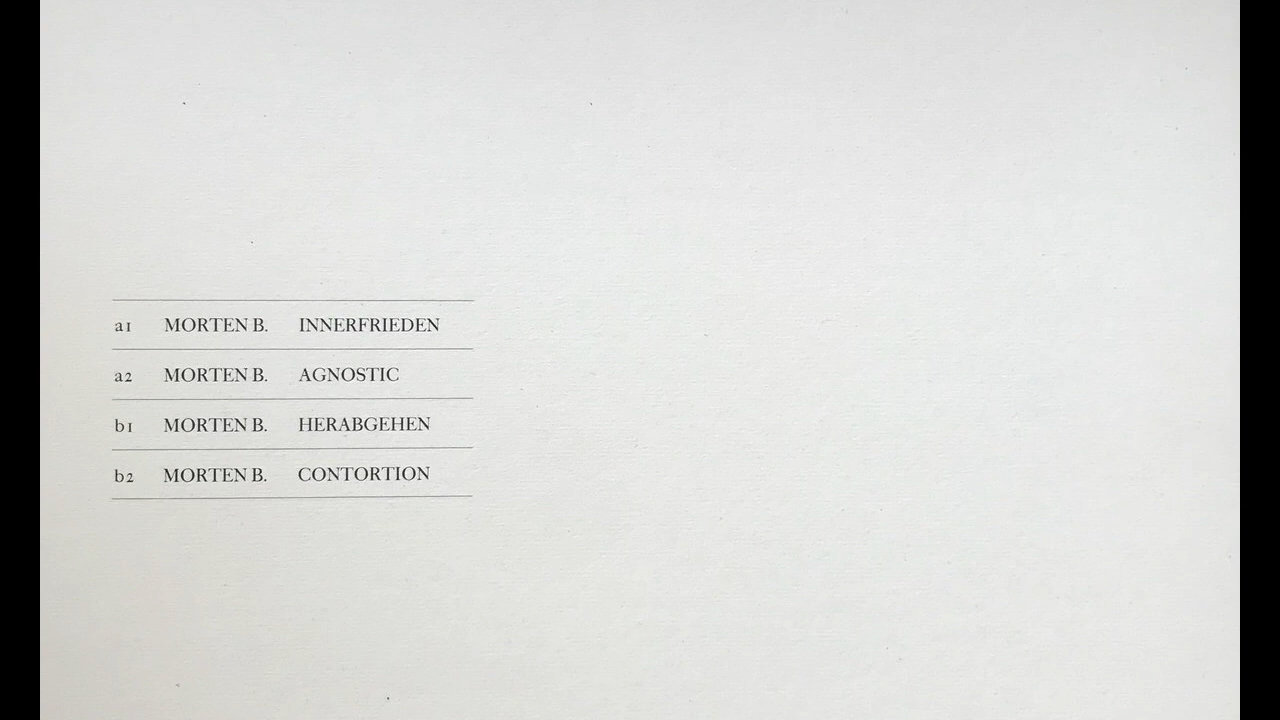 a1 MORTEN B. INNERFRIEDEN
a2 MORTEN B. AGNOSTIC
b1 MORTEN B. HERABGEHEN
b2 MORTEN B. CONTORTION